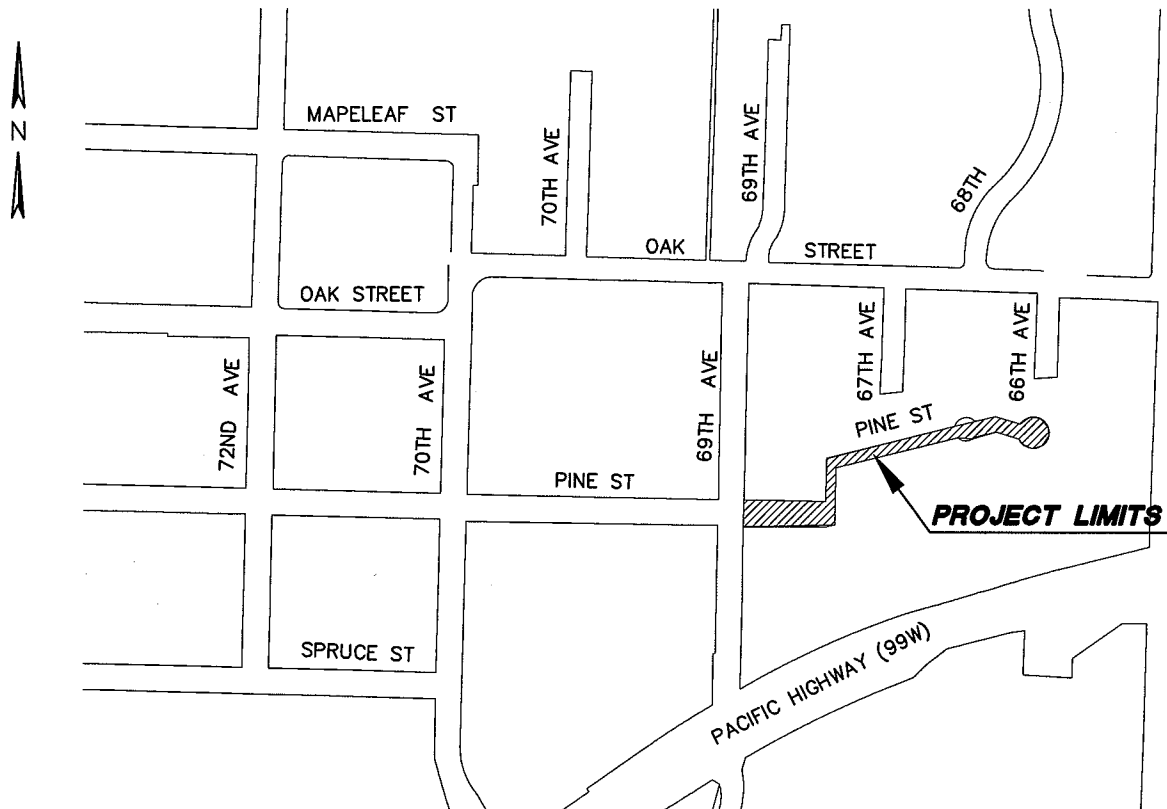 N
MAPELEAF ST
70TH AVE
69TH AVE
68TH
OAK STREET
OAK STREET
72ND AVE
70TH AVE
69TH AVE
67TH AVE
66TH AVE
PINE ST
PINE ST
PROJECT LIMITS
SPRUCE ST
PACIFIC HIGHWAY (99W)